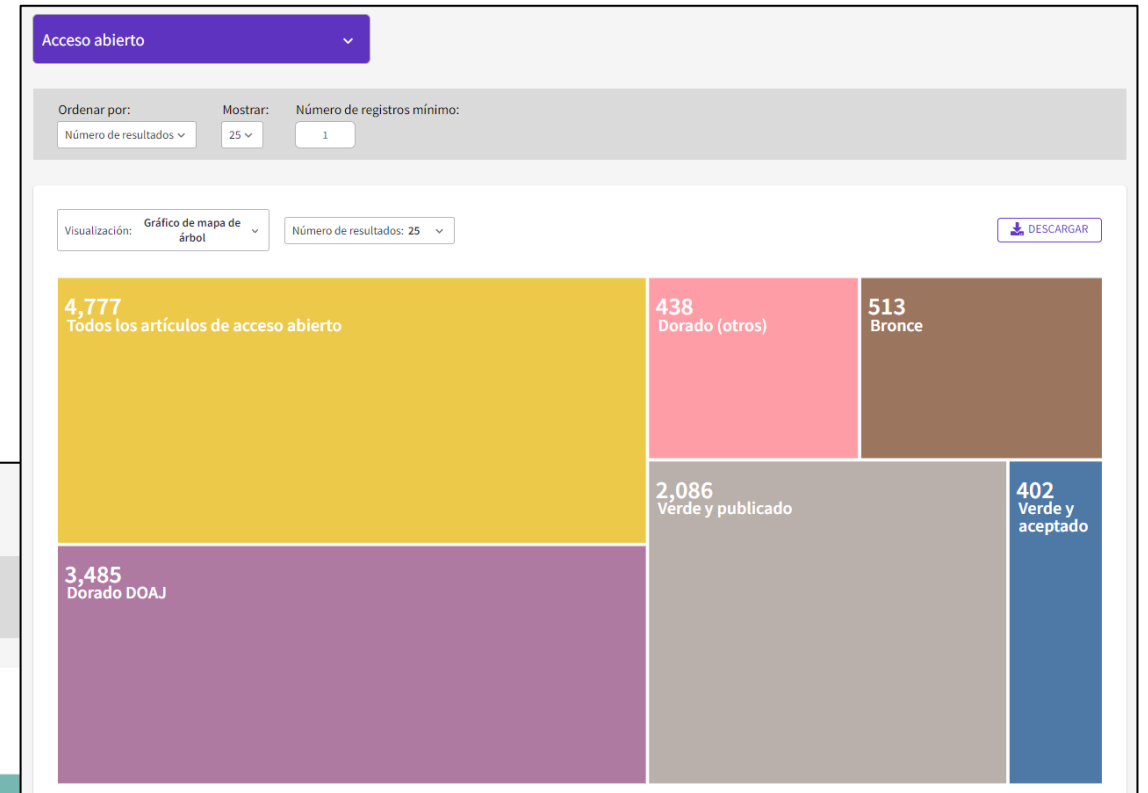 Acceso abierto
Ordenar por:
Mostrar:
Número de registros mínimo:
Número de resultados
25
1
Visualización:
Gráfico de mapa de
árbol
Número de resultados: 25
DESCARGAR
4,777
Todos los artículos de acceso abierto
438
Dorado (otros)
513
Bronce
3,485
Dorado DOAJ
2,086
Verde y publicado
402
Verde y
aceptado